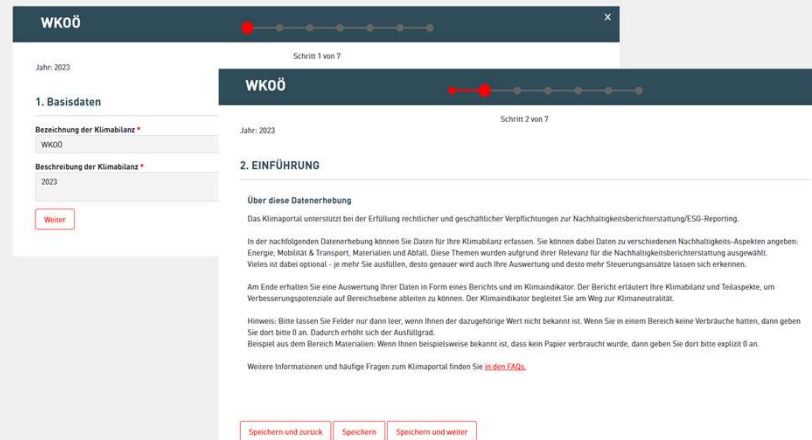 WKOÖ
X
Schritt 1 von 7
Jahr: 2023
1. Basisdaten
Bezeichnung der Klimabilanz *
WKOÖ
Beschreibung der Klimabilanz *
2023
Weiter
WKOÖ
Schritt 2 von 7
Jahr: 2023
2. EINFÜHRUNG
Über diese Datenerhebung
Das Klimaportal unterstützt bei der Erfüllung rechtlicher und geschäftlicher Verpflichtungen zur Nachhaltigkeitsberichterstattung/ESG-Reporting.
In der nachfolgenden Datenerhebung können Sie Daten für Ihre Klimabilanz erfassen. Sie können dabei Daten zu verschiedenen Nachhaltigkeits-Aspekten angeben:
Energie, Mobilität & Transport, Materialien und Abfall. Diese Themen wurden aufgrund ihrer Relevanz für die Nachhaltigkeitsberichterstattung ausgewählt.
Vieles ist dabei optional - je mehr Sie ausfüllen, desto genauer wird auch Ihre Auswertung und desto mehr Steuerungsansätze lassen sich erkennen.
Am Ende erhalten Sie eine Auswertung Ihrer Daten in Form eines Berichts und im Klimaindikator. Der Bericht erläutert Ihre Klimabilanz und Teilaspekte, um
Verbesserungspotenziale auf Bereichsebene ableiten zu können. Der Klimaindikator begleitet Sie am Weg zur Klimaneutralität.
Hinweis: Bitte lassen Sie Felder nur dann leer, wenn Ihnen der dazugehörige Wert nicht bekannt ist. Wenn Sie in einem Bereich keine Verbräuche hatten, dann geben
Sie dort bitte 0 an. Dadurch erhöht sich der Ausfüllgrad.
Beispiel aus dem Bereich Materialien: Wenn Ihnen beispielsweise bekannt ist, dass kein Papier verbraucht wurde, dann geben Sie dort bitte explizit 0 an.
Weitere Informationen und häufige Fragen zum Klimaportal finden Sie in den FAQs.
Speichern und zurück
Speichern
Speichern und weiter